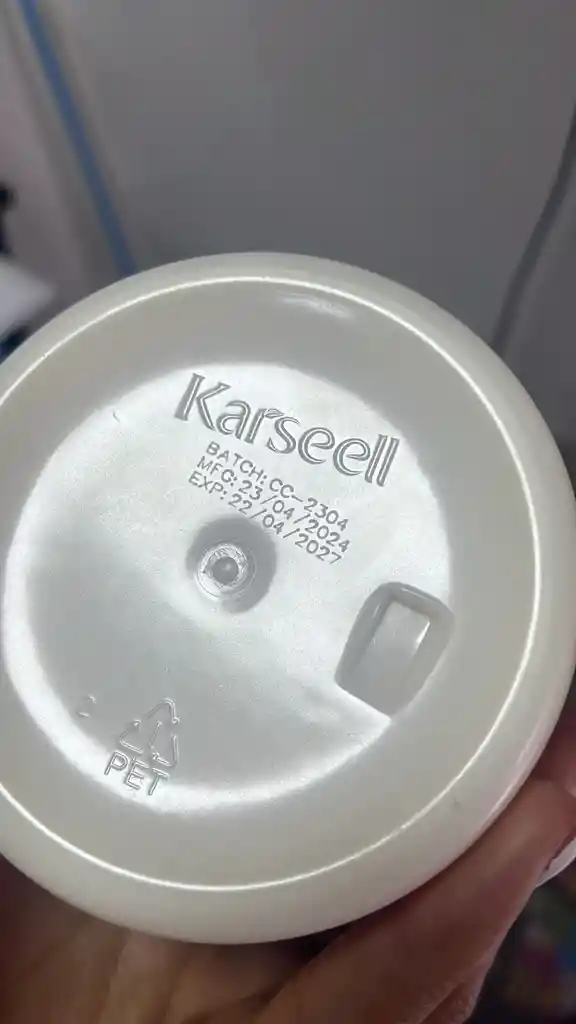 Karseell
BATCH: CC-2304
MFG: 23/04/2024
EXP: 22/04/2027
PET